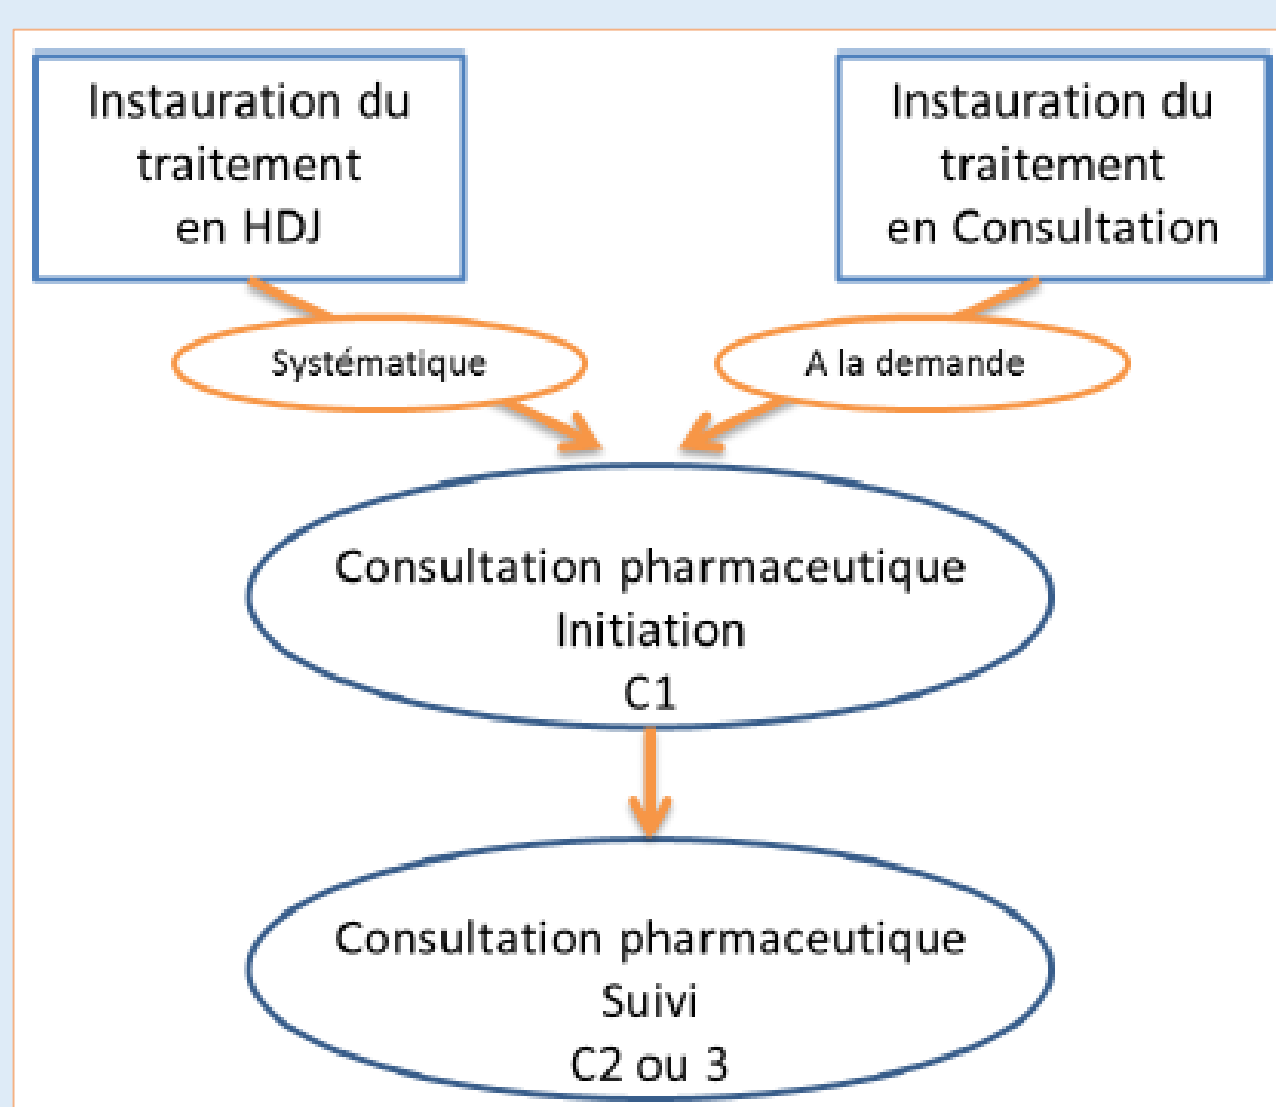 Instauration du
traitement
en HDJ
Instauration du
traitement
en Consultation
Systématique
A la demande
Consultation pharmaceutique
Initiation
C1
Consultation pharmaceutique
Suivi
C2 ou 3